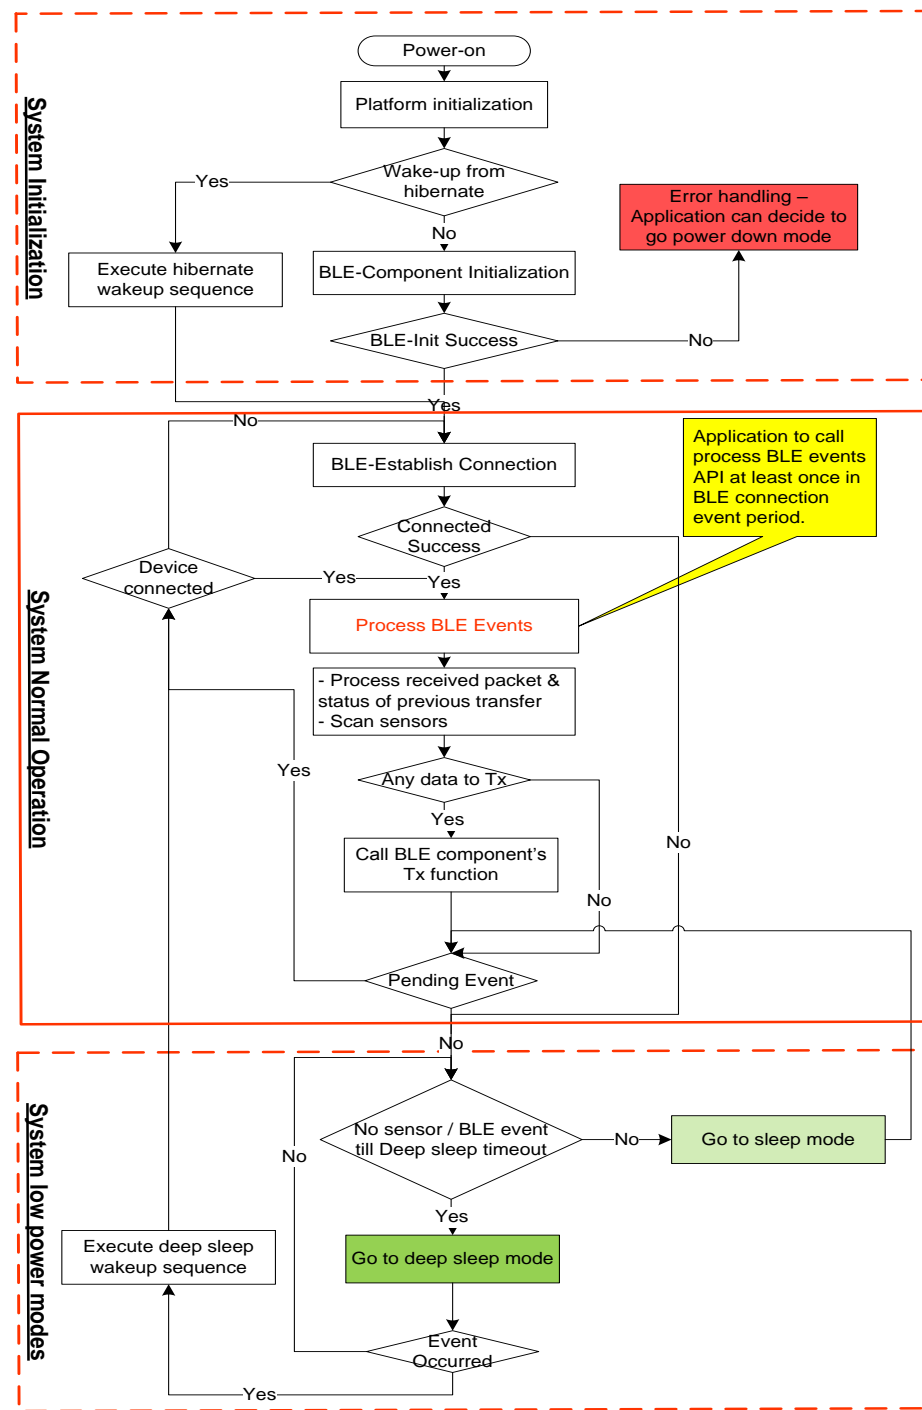 System Initialization
Power-on
Platform initialization
Wake-up from
hibernate
Yes
No
Error handling –
Application can decide to
go power down mode
Execute hibernate
wakeup sequence
BLE-Component Initialization
BLE-Init Success
No
Yes
System Normal Operation
No
BLE-Establish Connection
Application to call
process BLE events
API at least once in
BLE connection
event period.
Connected
Success
Device
connected
Yes
Yes
Process BLE Events
- Process received packet &
status of previous transfer
- Scan sensors
Yes
Any data to Tx
Yes
No
Call BLE component's
Tx function
No
Pending Event
No
System low power modes
No sensor / BLE event
till Deep sleep timeout
No
Go to sleep mode
No
Yes
Execute deep sleep
wakeup sequence
Go to deep sleep mode
Event
Occurred
Yes